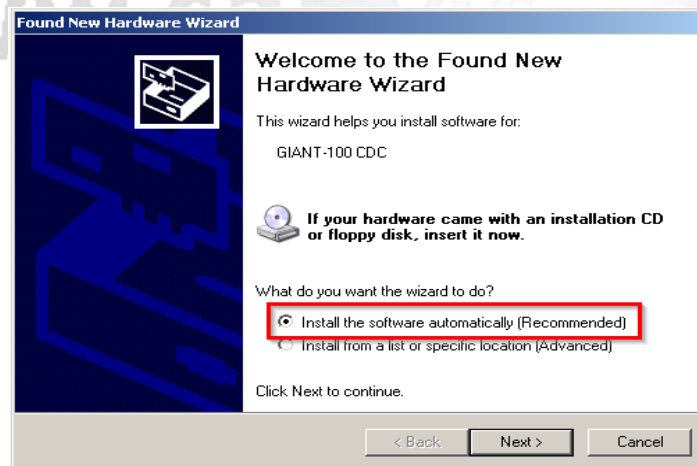 Found New Hardware Wizard
Welcome to the Found New
Hardware Wizard
This wizard helps you install software for:
GIANT-100 CDC
If your hardware came with an installation CD
or floppy disk, insert it now.
What do you want the wizard to do?
Install the software automatically (Recommended)
Install from a list or specific location (Advanced)
Click Next to continue.
< Back
Next >
Cancel